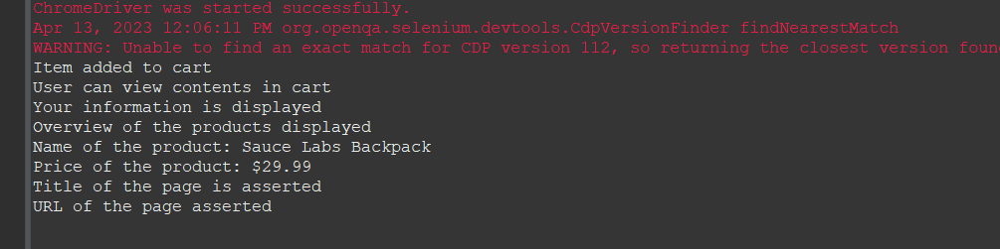 ChromeDriver was started successfully.
Apr 13, 2023 12:06:11 PM org.openqa.selenium.devtools.CdpVersionFinder findNearestMatch
WARNING: Unable to find an exact match for CDP version 112, so returning the closest version foun
Item added to cart
User can view contents in cart
Your information is displayed
Overview of the products displayed
Name of the product: Sauce Labs Backpack
Price of the product: $29.99
Title of the page is asserted
URL of the page asserted